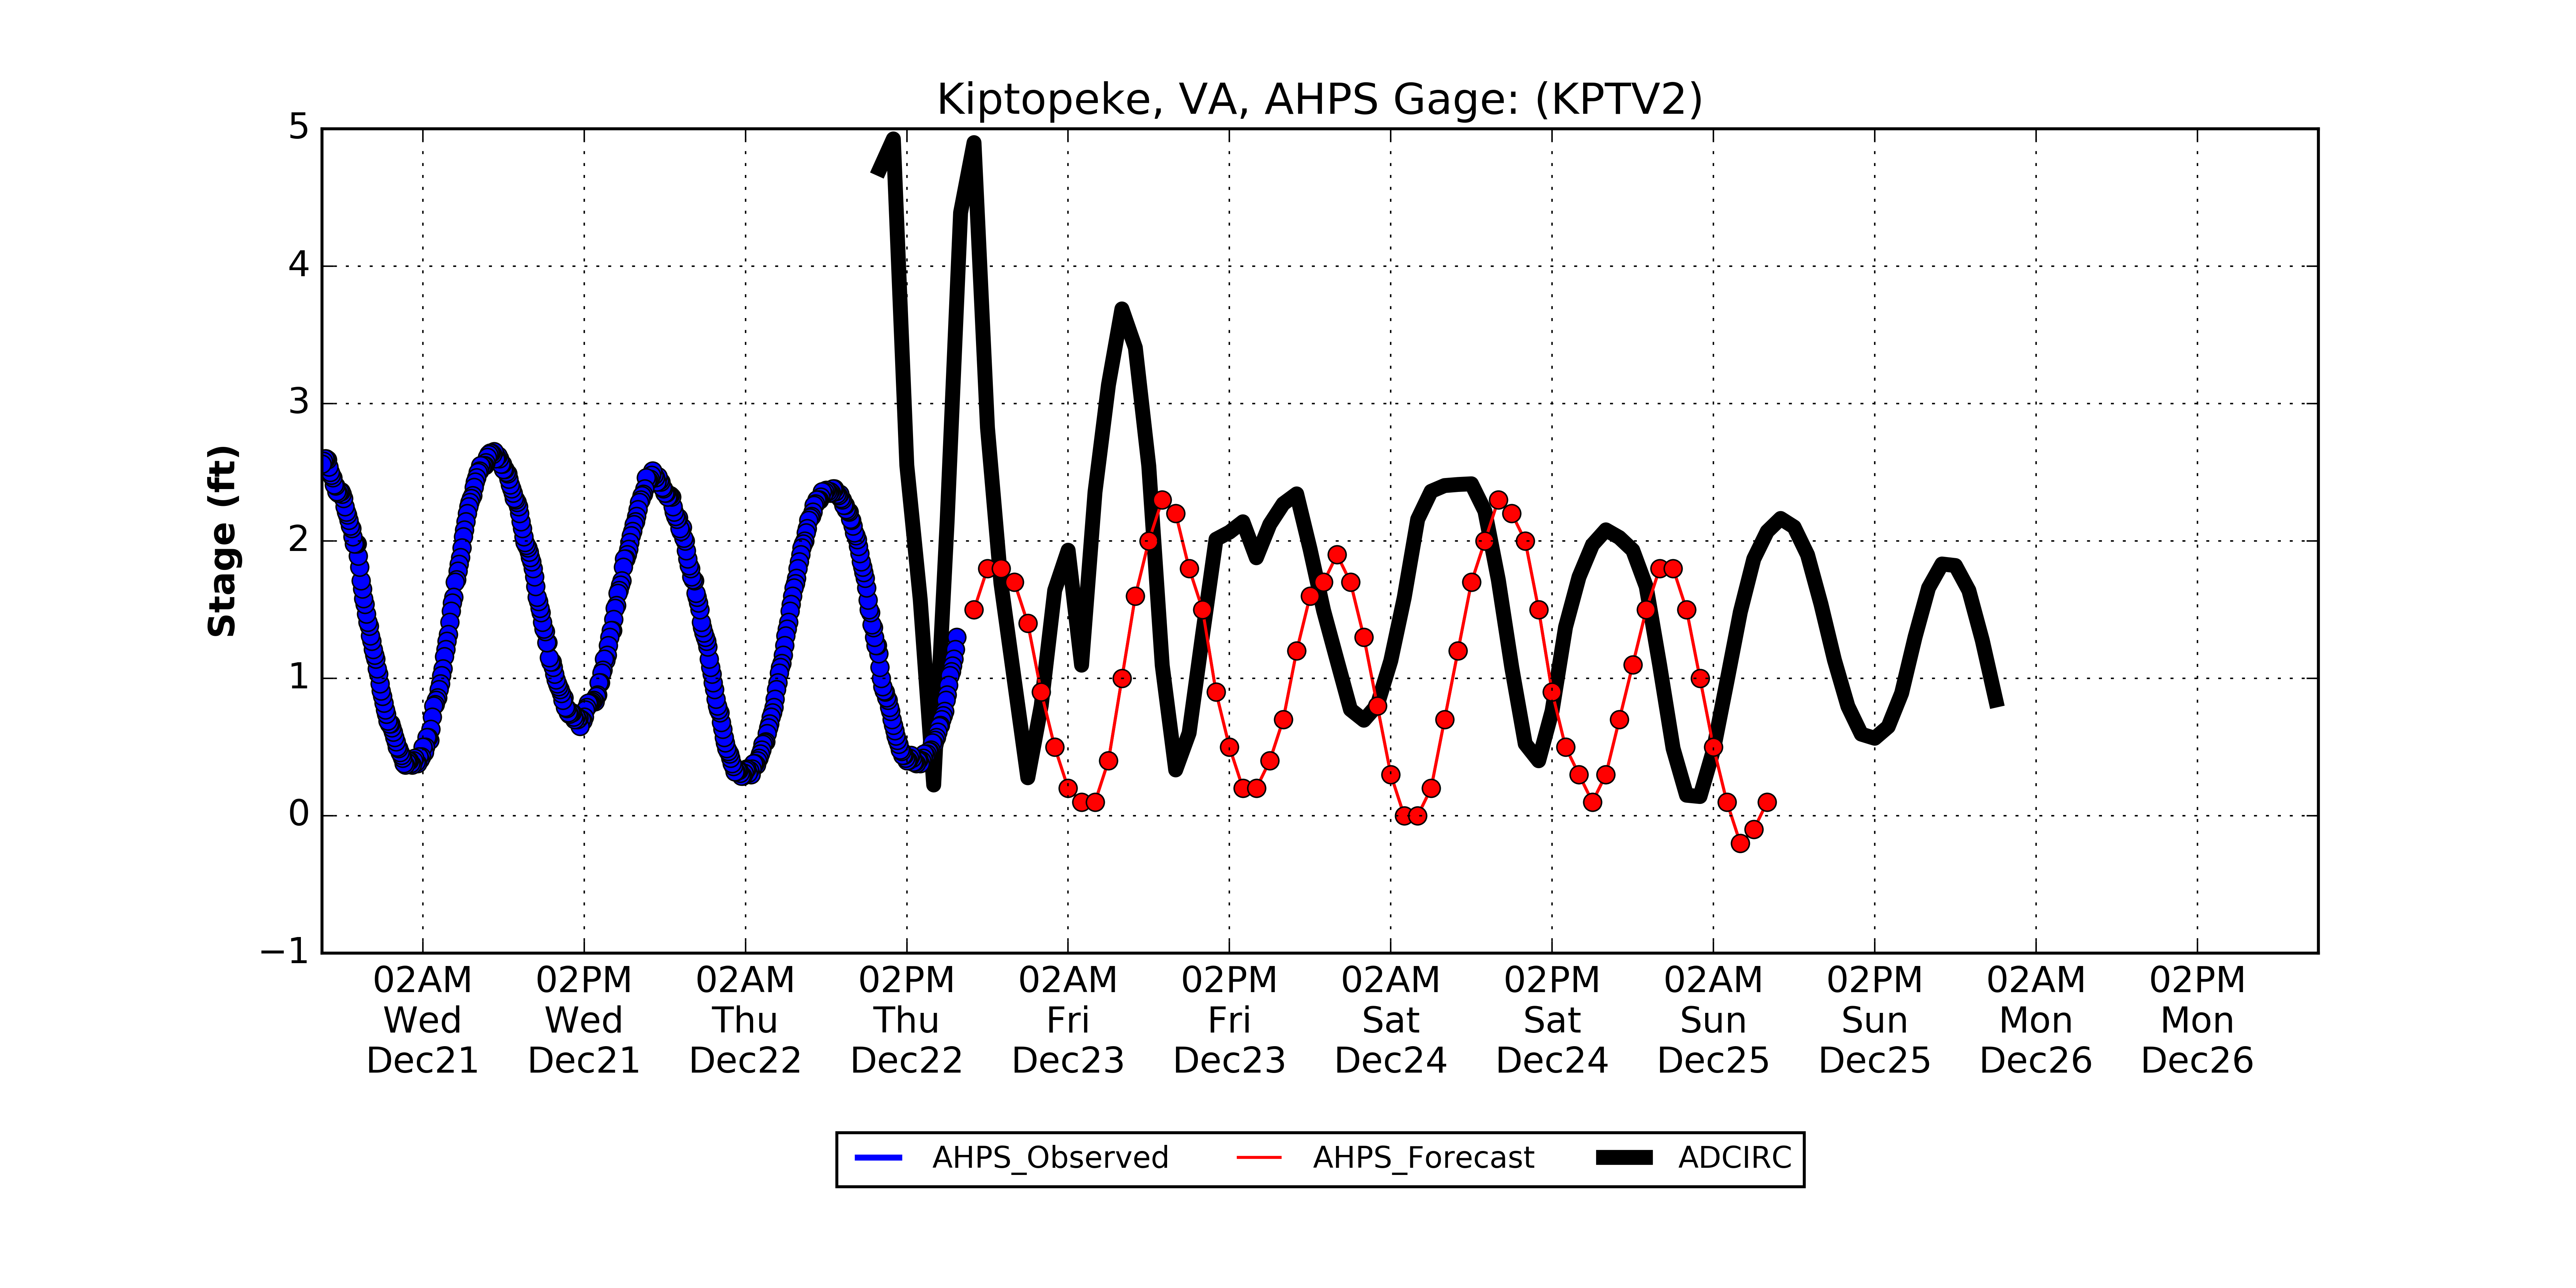 Kiptopeke, VA, AHPS Gage: (KPTV2)
5
4
3
2
1
0
−1
Stage (ft)
02AM 02PM 02AM 02PM 02AM 02PM 02AM 02PM 02AM 02PM 02AM 02PM
Wed Wed Thu Thu Fri Fri Sat Sat Sun Sun Mon Mon
Dec21 Dec21 Dec22 Dec22 Dec23 Dec23 Dec24 Dec24 Dec25 Dec25 Dec26 Dec26
AHPS_Observed AHPS_Forecast ADCIRC